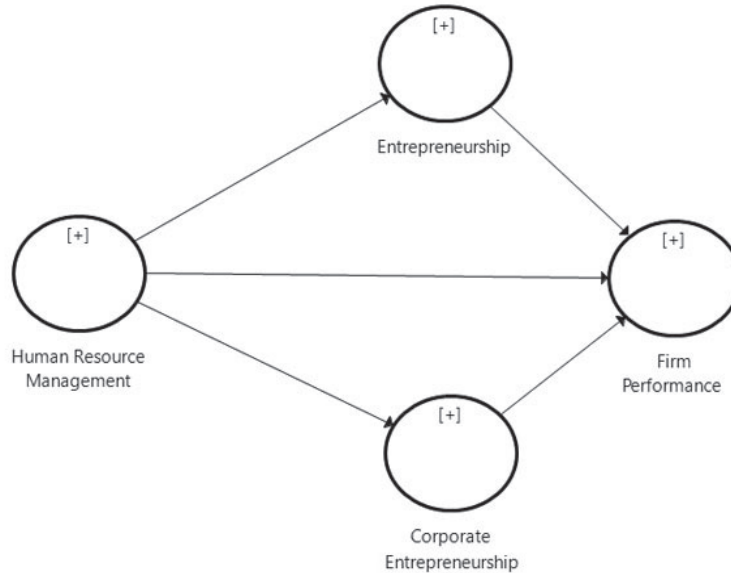 [+]
Entrepreneurship
[+]
Human Resource
Management
[+]
Firm
Performance
[+]
Corporate
Entrepreneurship